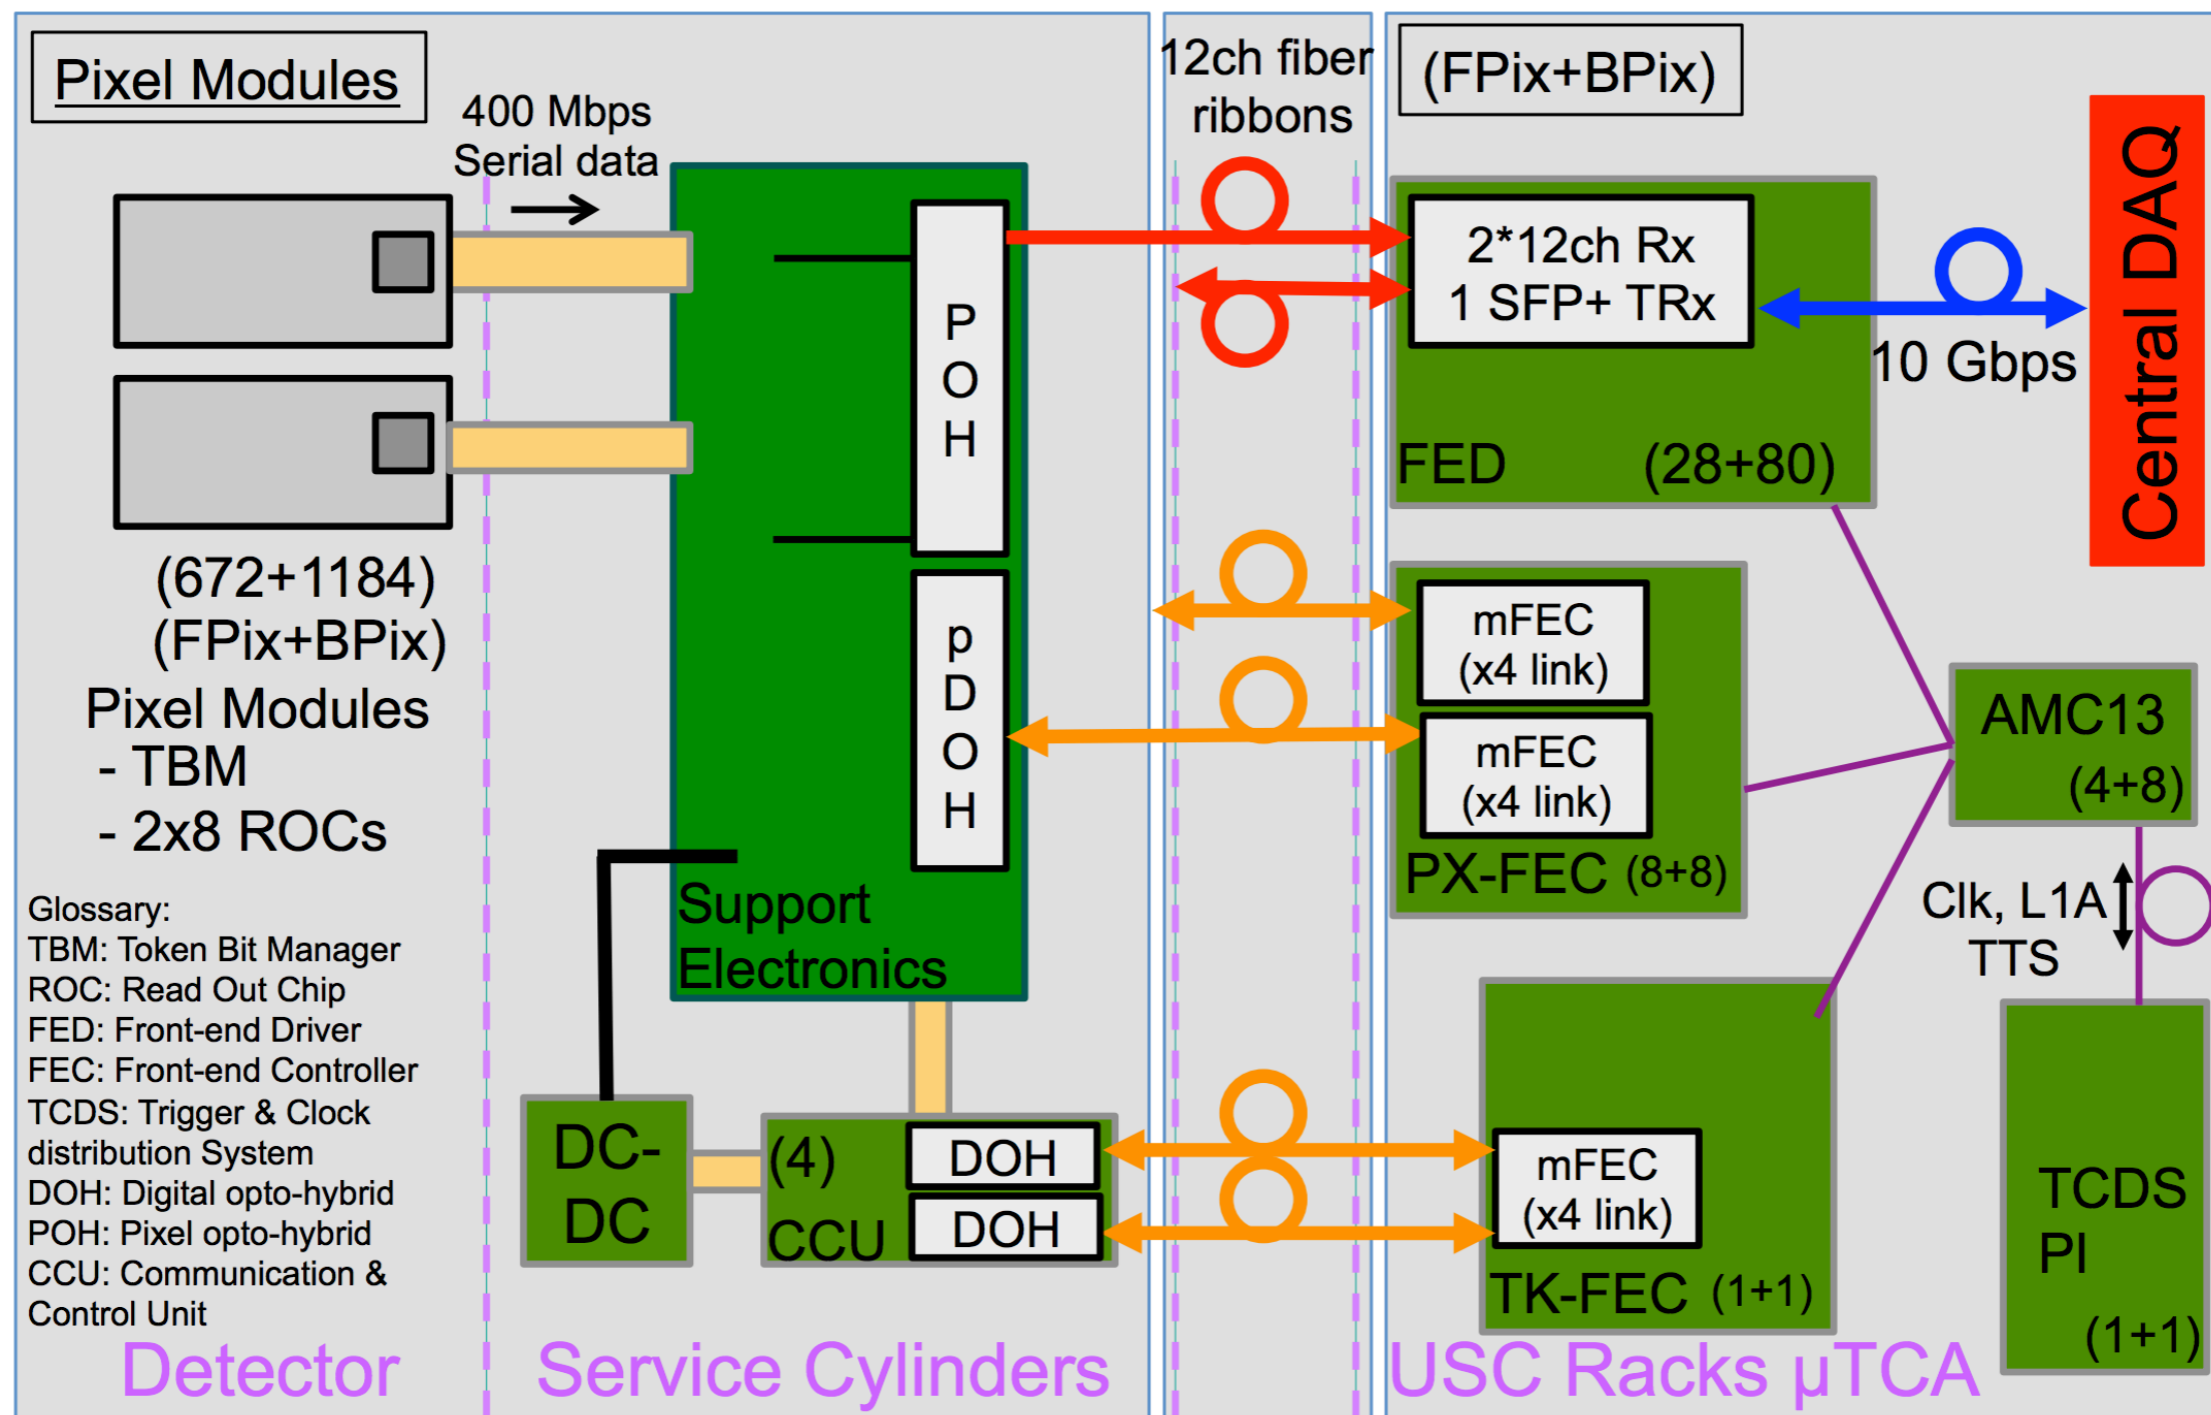 Pixel Modules
400 Mbps
Serial data
12ch fiber
ribbons
(FPix+BPix)
Central DAQ
2*12ch Rx
1 SFP+ TRx
10 Gbps
P
O
H
FED (28+80)
(672+1184)
(FPix+BPix)
Pixel Modules
- TBM
- 2x8 ROCs
p
D
O
H
mFEC
(x4 link)
mFEC
(x4 link)
PX-FEC (8+8)
AMC13
(4+8)
Clk, L1A
TTS
Support
Electronics
Glossary:
TBM: Token Bit Manager
ROC: Read Out Chip
FED: Front-end Driver
FEC: Front-end Controller
TCDS: Trigger & Clock
distribution System
DOH: Digital opto-hybrid
POH: Pixel opto-hybrid
CCU: Communication &
Control Unit
DC-
DC
(4)
CCU
DOH
DOH
mFEC
(x4 link)
TK-FEC (1+1)
TCDS
PI
(1+1)
Detector
Service Cylinders
USC Racks µTCA